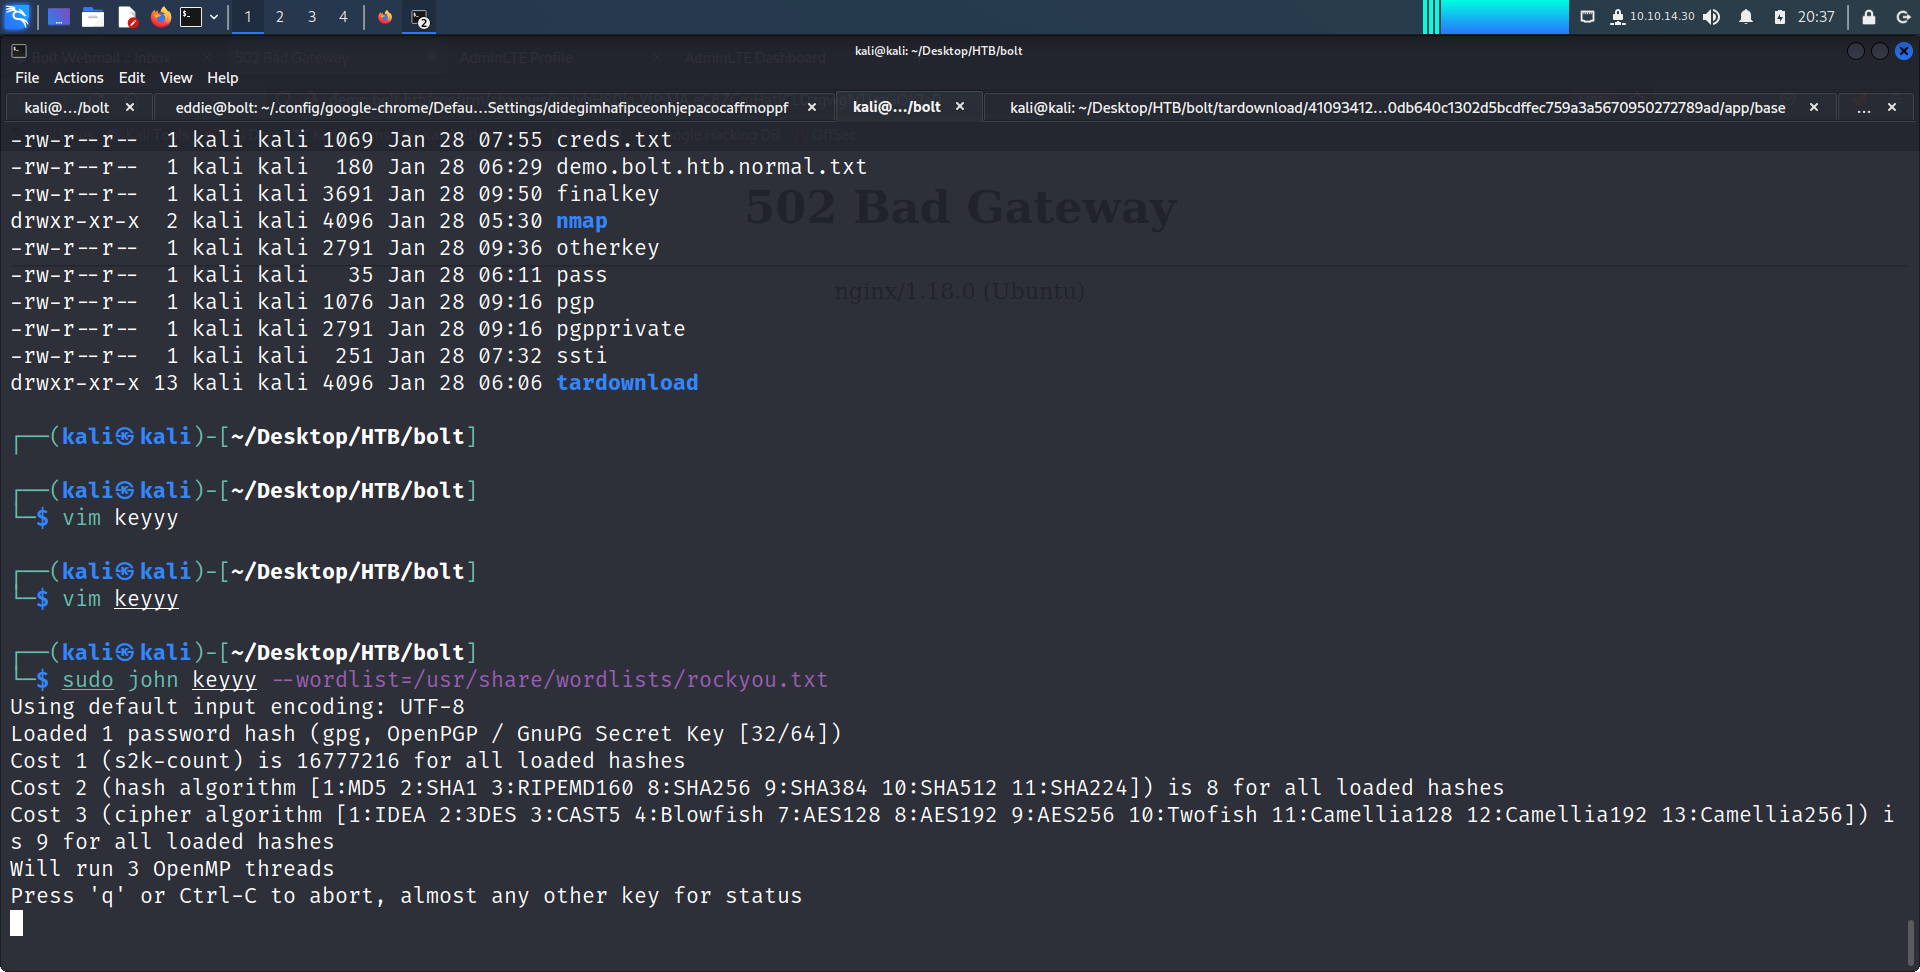 1 2 3 4 2 10.10.14.30 20:37
Bolt Webmail :: Inbox 502 Bad Gateway AdminLTE Profile AdminLTE Dashboard
kali@kali: ~/Desktop/HTB/bolt
File Actions Edit View Help
kali@.../bolt eddie@bolt: ~/.config/google-chrome/Defau...Settings/didegimhafipceonhjepacocaffmoppf kali@.../bolt kali@kali: ~/Desktop/HTB/bolt/tardownload/41093412...0db640c1302d5bcdffec759a3a5670950272789ad/app/base ...
-rw-r--r-- 1 kali kali 1069 Jan 28 07:55 creds.txt
-rw-r--r-- 1 kali kali 180 Jan 28 06:29 demo.bolt.htb.normal.txt
-rw-r--r-- 1 kali kali 3691 Jan 28 09:50 finalkey
502 Bad Gateway
drwxr-xr-x 2 kali kali 4096 Jan 28 05:30 nmap
-rw-r--r-- 1 kali kali 2791 Jan 28 09:36 otherkey
-rw-r--r-- 1 kali kali 35 Jan 28 06:11 pass
nginx/1.18.0 (Ubuntu)
-rw-r--r-- 1 kali kali 1076 Jan 28 09:16 pgp
-rw-r--r-- 1 kali kali 2791 Jan 28 09:16 pgpprivate
-rw-r--r-- 1 kali kali 251 Jan 28 07:32 ssti
drwxr-xr-x 13 kali kali 4096 Jan 28 06:06 tardownload
┌──(kali㉿kali)-[~/Desktop/HTB/bolt]
┌──(kali㉿kali)-[~/Desktop/HTB/bolt]
└─$ vim keyyy
┌──(kali㉿kali)-[~/Desktop/HTB/bolt]
└─$ vim keyyy
┌──(kali㉿kali)-[~/Desktop/HTB/bolt]
└─$ sudo john keyyy --wordlist=/usr/share/wordlists/rockyou.txt
Using default input encoding: UTF-8
Loaded 1 password hash (gpg, OpenPGP / GnuPG Secret Key [32/64])
Cost 1 (s2k-count) is 16777216 for all loaded hashes
Cost 2 (hash algorithm [1:MD5 2:SHA1 3:RIPEMD160 8:SHA256 9:SHA384 10:SHA512 11:SHA224]) is 8 for all loaded hashes
Cost 3 (cipher algorithm [1:IDEA 2:3DES 3:CAST5 4:Blowfish 7:AES128 8:AES192 9:AES256 10:Twofish 11:Camellia128 12:Camellia192 13:Camellia256]) i
s 9 for all loaded hashes
Will run 3 OpenMP threads
Press 'q' or Ctrl-C to abort, almost any other key for status